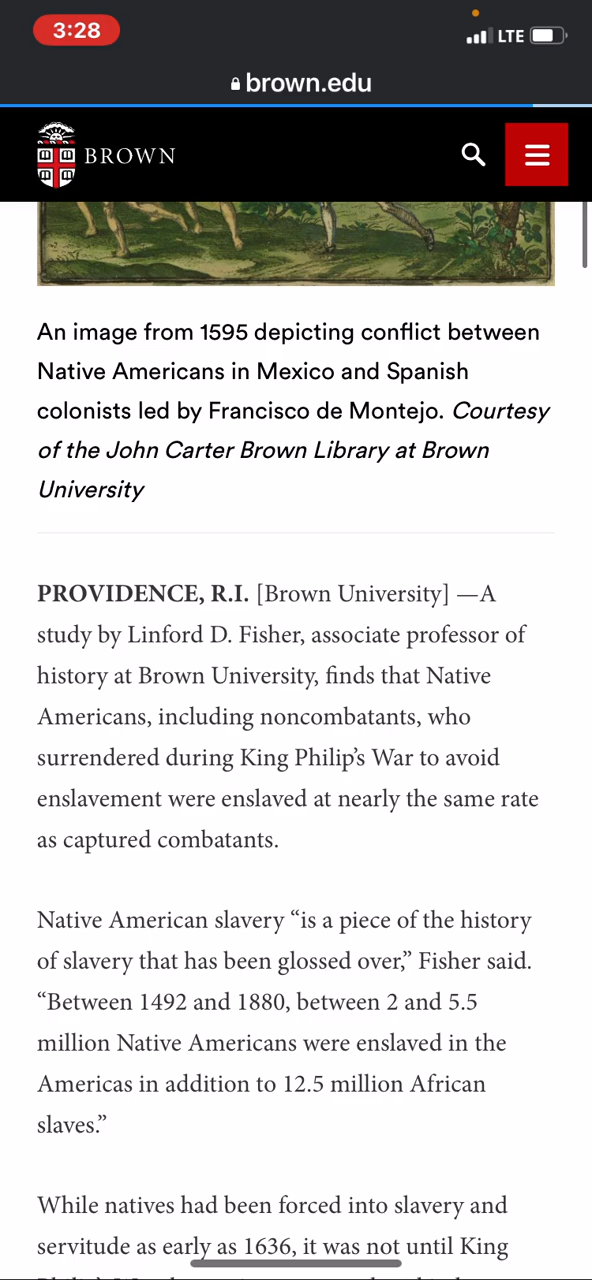 3:28
LTE
brown.edu
BROWN
An image from 1595 depicting conflict between
Native Americans in Mexico and Spanish
colonists led by Francisco de Montejo. Courtesy
of the John Carter Brown Library at Brown
University
PROVIDENCE, R.I. [Brown University] —A
study by Linford D. Fisher, associate professor of
history at Brown University, finds that Native
Americans, including noncombatants, who
surrendered during King Philip’s War to avoid
enslavement were enslaved at nearly the same rate
as captured combatants.
Native American slavery “is a piece of the history
of slavery that has been glossed over,” Fisher said.
“Between 1492 and 1880, between 2 and 5.5
million Native Americans were enslaved in the
Americas in addition to 12.5 million African
slaves.”
While natives had been forced into slavery and
servitude as early as 1636, it was not until King